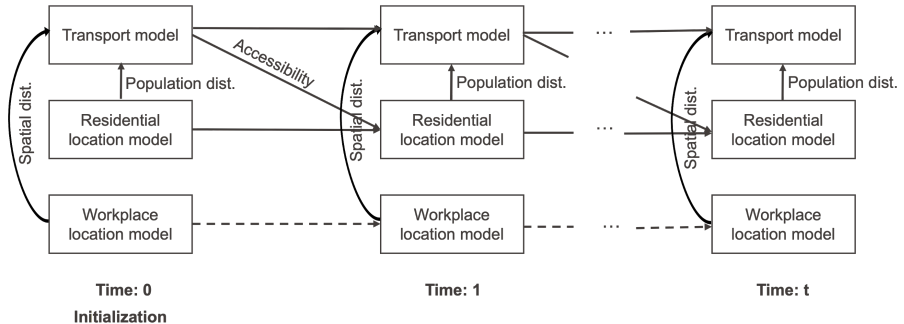 Transport model
Transport model
...
Transport model
Accessibility
Population dist.
Population dist.
Population dist.
Spatial dist.
Spatial dist.
Spatial dist.
Residential
location model
Residential
location model
...
Residential
location model
Workplace
location model
Workplace
location model
...
Workplace
location model
Time: 0
Time: 1
Time: t
Initialization